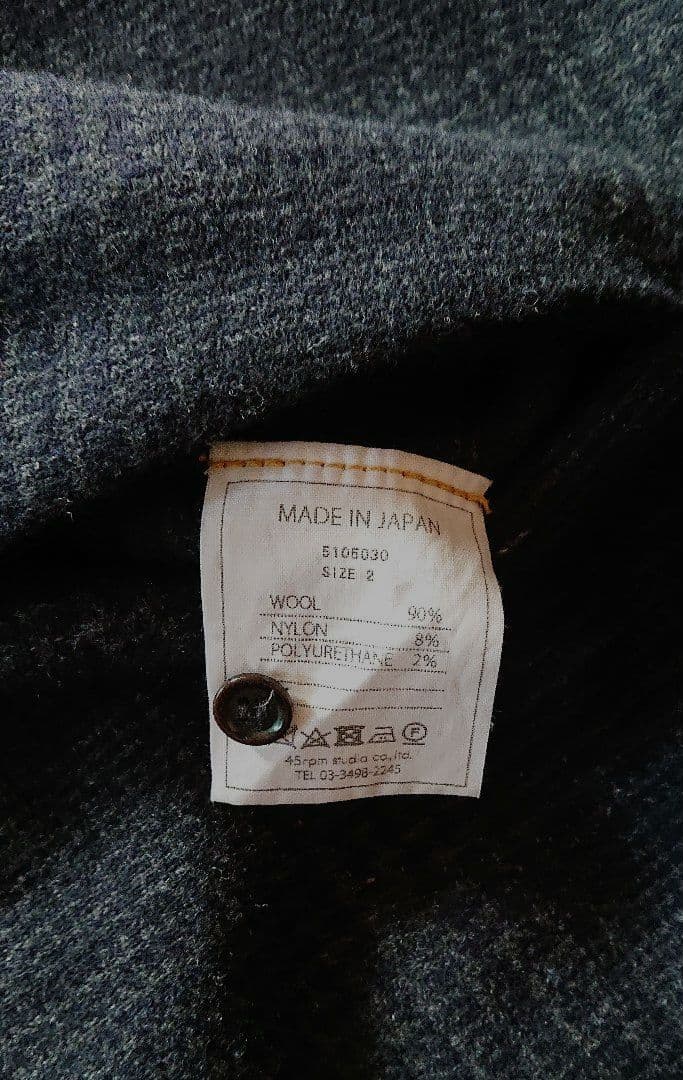 MADE IN JAPAN
5106030
SIZE 2
WOOL 90%
NYLON 8%
POLYURETHANE 2%
F
45rpm studio co.,ltd.
TEL 03-3498-2245